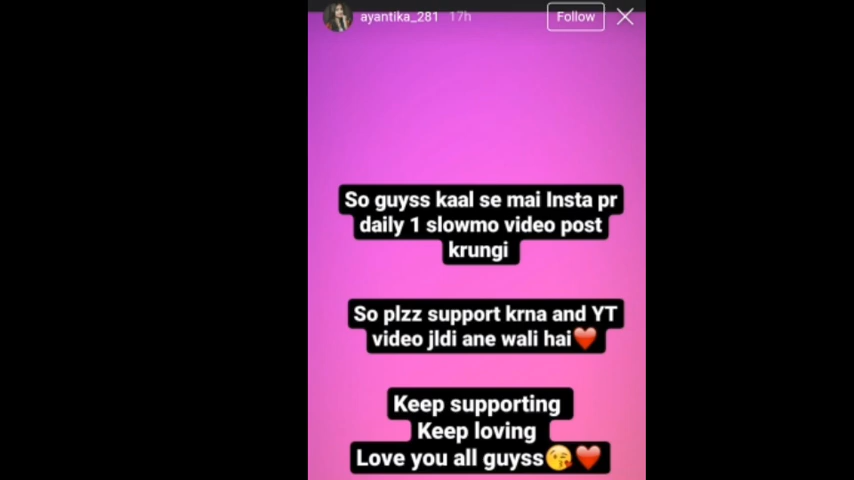 ayantika_281 17h Follow
So guyss kaal se mai Insta pr
daily 1 slowmo video post
krungi
So plzz support krna and YT
video jldi ane wali hai❤️
Keep supporting
Keep loving
Love you all guyss😘❤️